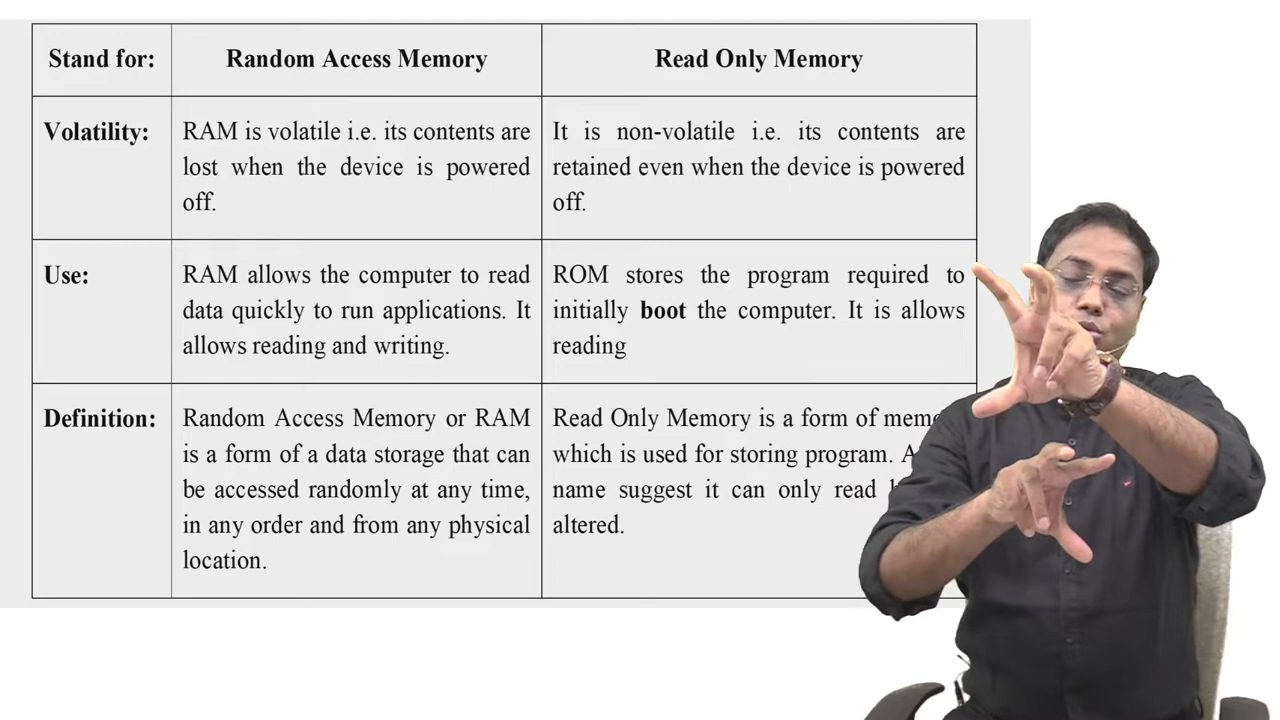 Stand for:
Random Access Memory
Read Only Memory
Volatility:
RAM is volatile i.e. its contents are
lost when the device is powered
off.
It is non-volatile i.e. its contents are
retained even when the device is powered
off.
Use:
RAM allows the computer to read
data quickly to run applications. It
allows reading and writing.
ROM stores the program required to
initially boot the computer. It is allows
reading
Definition:
Random Access Memory or RAM
is a form of a data storage that can
be accessed randomly at any time,
in any order and from any physical
location.
Read Only Memory is a form of
which is used for storing program.
name suggest it can only read
altered.